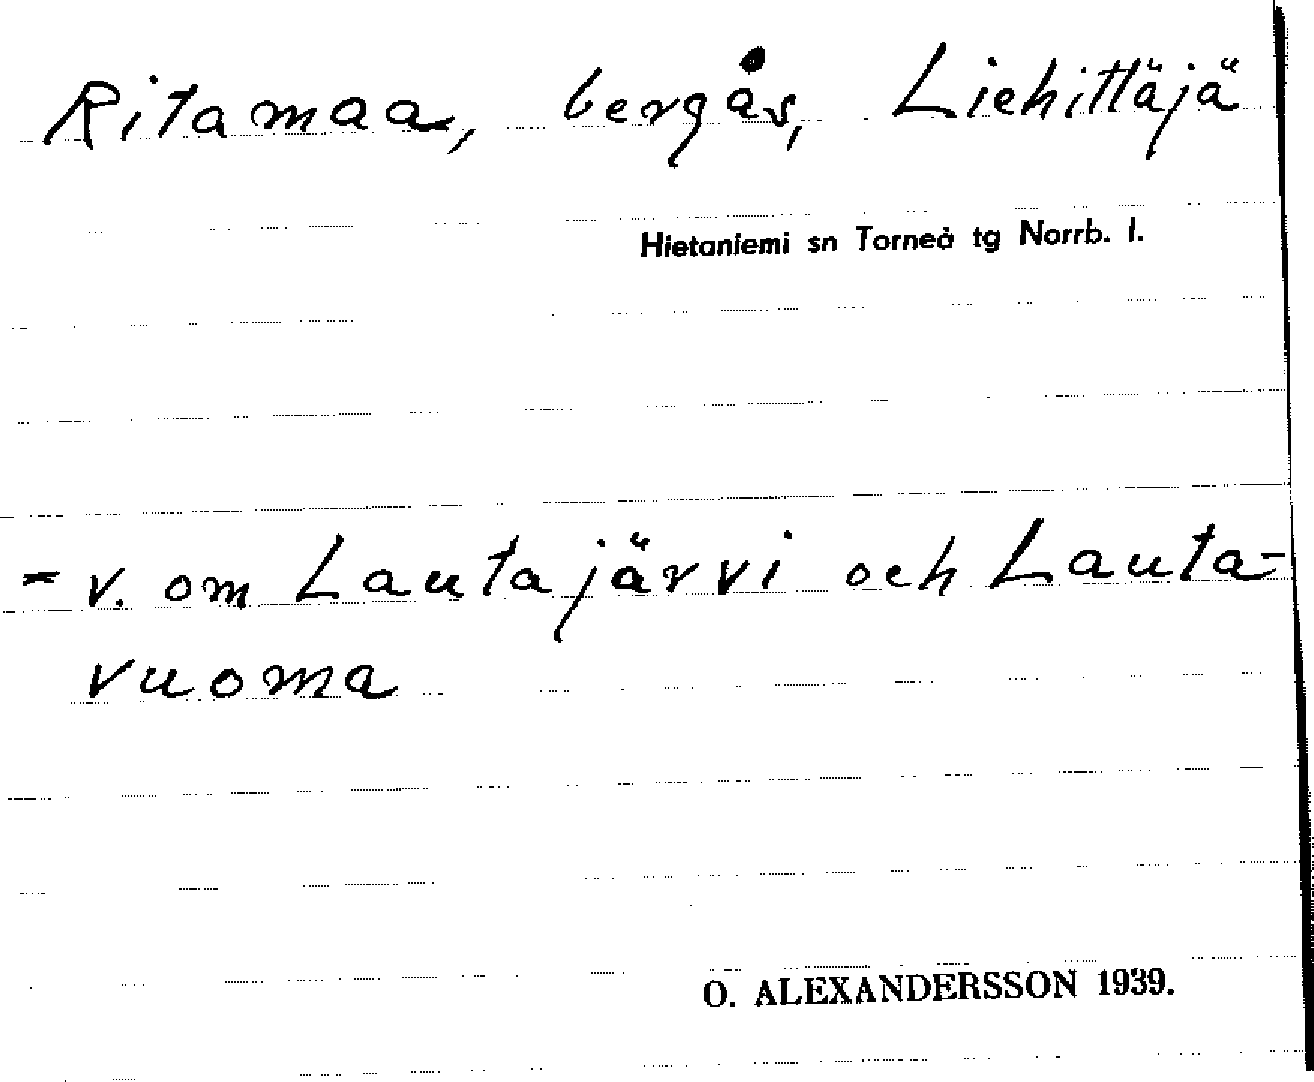 Ritamaa, bergås, Liehittäjä
Hietaniemi sn Torneå tg Norrb. l.
- v. om Lautajärvi och Lauta-
vuoma
O. ALEXANDERSSON 1939.